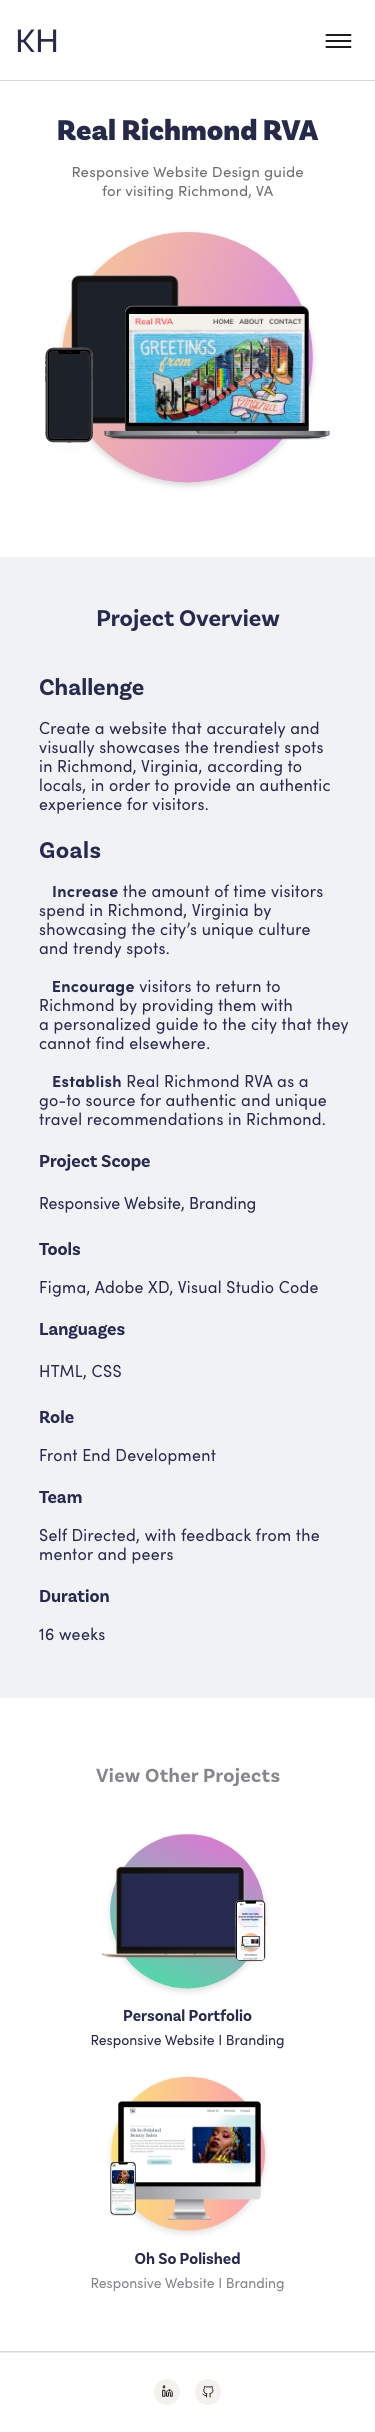 KH
Real Richmond RVA
Responsive Website Design guide
for visiting Richmond, VA
Real RVA
HOME ABOUT CONTACT
GREETINGS
from
RICHMOND
Virginia
Project Overview
Challenge
Create a website that accurately and
visually showcases the trendiest spots
in Richmond, Virginia, according to
locals, in order to provide an authentic
experience for visitors.
Goals
Increase the amount of time visitors
spend in Richmond, Virginia by
showcasing the city’s unique culture
and trendy spots.
Encourage visitors to return to
Richmond by providing them with
a personalized guide to the city that they
cannot find elsewhere.
Establish Real Richmond RVA as a
go-to source for authentic and unique
travel recommendations in Richmond.
Project Scope
Responsive Website, Branding
Tools
Figma, Adobe XD, Visual Studio Code
Languages
HTML, CSS
Role
Front End Development
Team
Self Directed, with feedback from the
mentor and peers
Duration
16 weeks
View Other Projects
Personal Portfolio
Responsive Website I Branding
Oh So Polished
Beauty Salon
Oh So Polished
Responsive Website I Branding